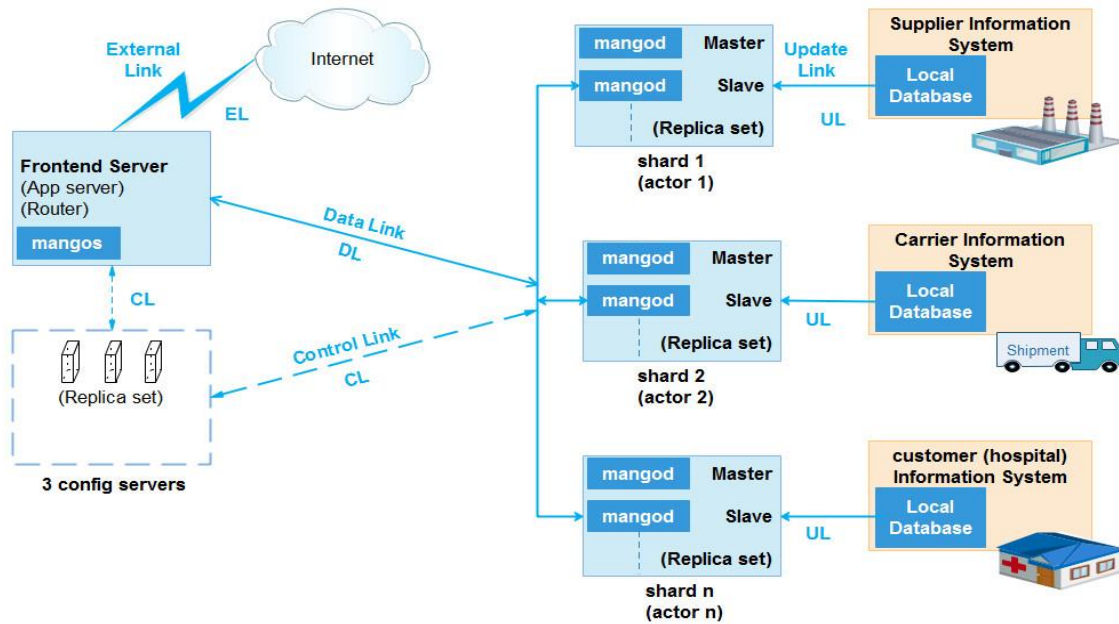 External
Link
EL
Internet
Frontend Server
(App server)
(Router)
mangos
CL
(Replica set)
3 config servers
Data Link
DL
Control Link
CL
mangod Master
mangod Slave
(Replica set)
shard 1
(actor 1)
Update
Link
UL
Supplier Information
System
Local
Database
mangod Master
mangod Slave
(Replica set)
shard 2
(actor 2)
UL
Carrier Information
System
Local
Database
Shipment
mangod Master
mangod Slave
(Replica set)
shard n
(actor n)
UL
customer (hospital)
Information System
Local
Database